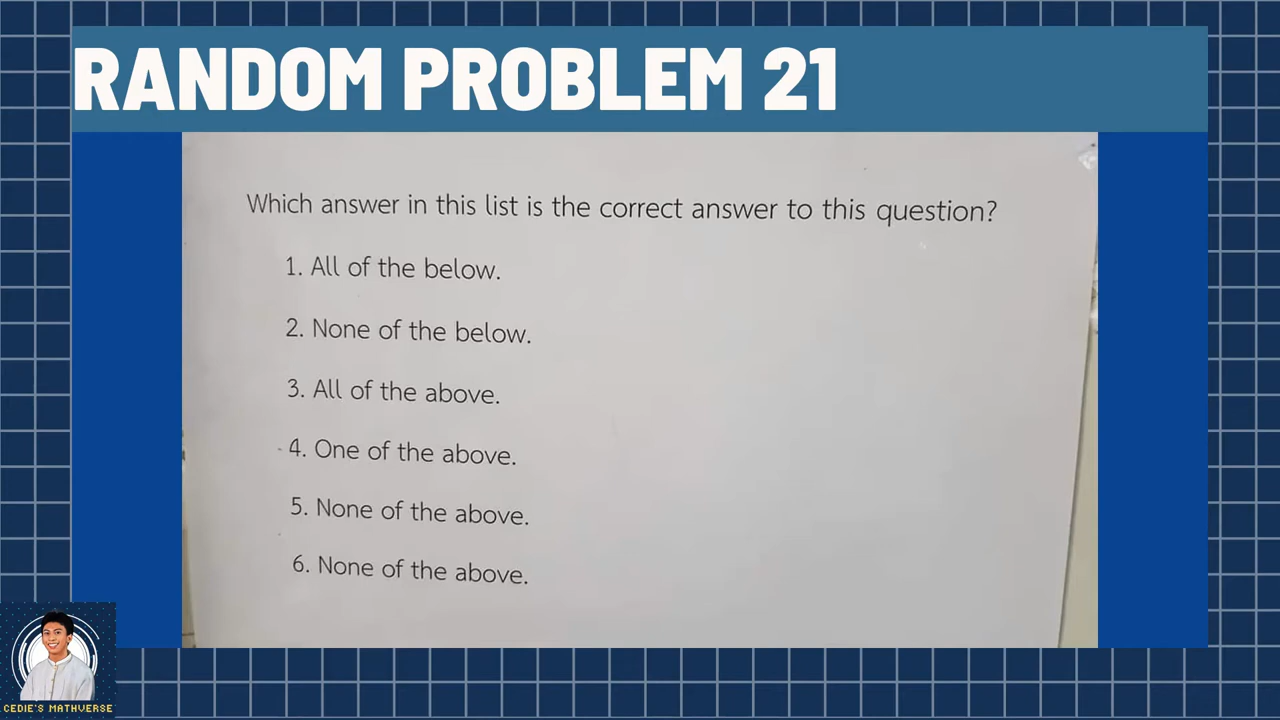 RANDOM PROBLEM 21
Which answer in this list is the correct answer to this question?
1. All of the below.
2. None of the below.
3. All of the above.
4. One of the above.
5. None of the above.
6. None of the above.
CEDIE'S MATHVERSE